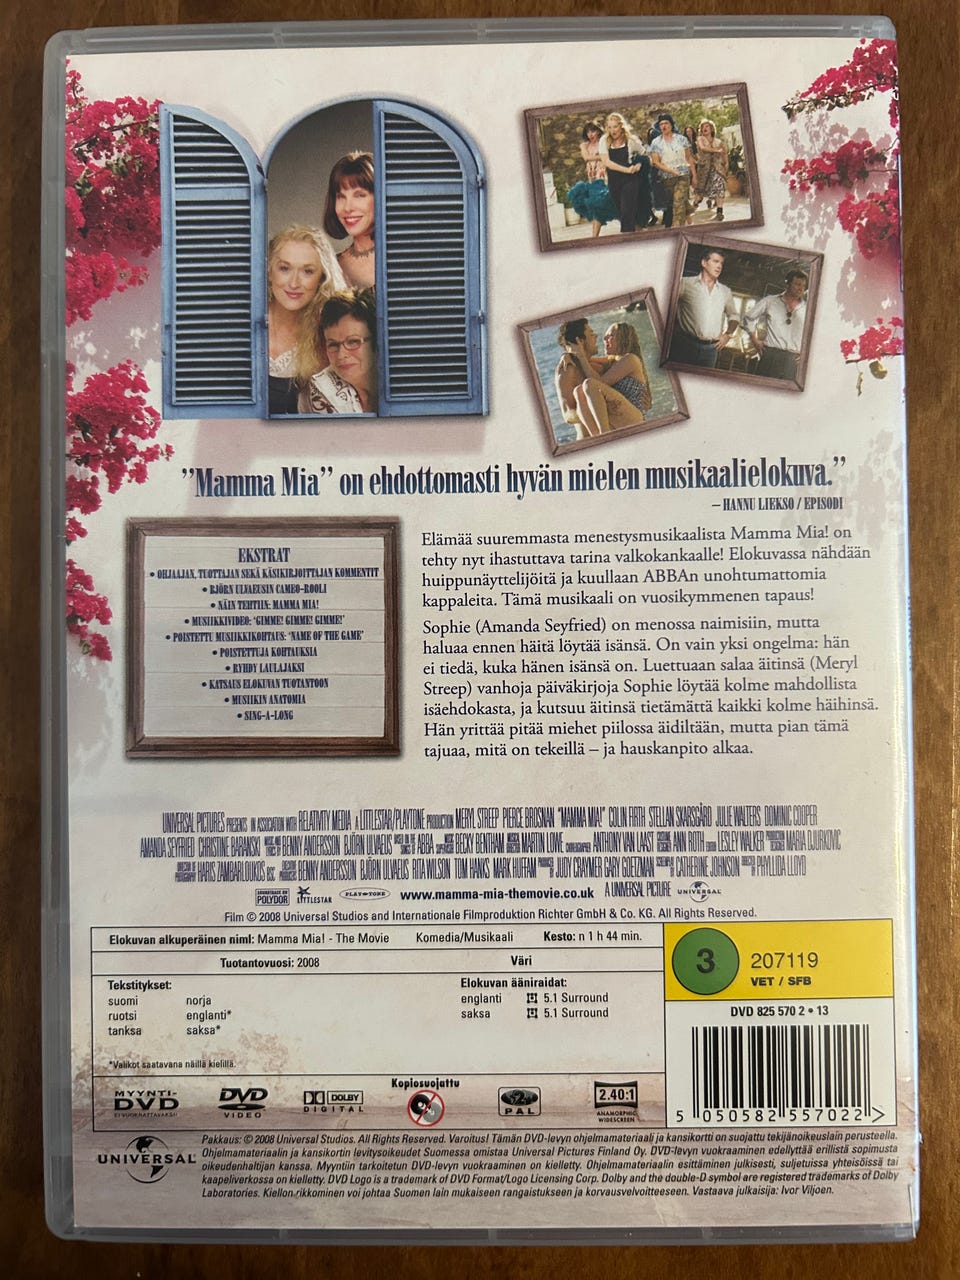 ”Mamma Mia” on ehdottomasti hyvän mielen musikaalielokuva.”
– HANNU LJEKSO / EPISODI
EKSTRAT
• OHJAAJAN, TUOTTAJAN SEKÄ KÄSIKIRJOITTAJAN KOMMENTIT
• BJÖRN ULVAEUSIN CAMEO-ROOLI
• NÄIN TEHTIIN: MAMMA MIA!
• MUSIIKKIVIDEO: ‘GIMME! GIMME! GIMME!’
• POISTETTU MUSIIKKIKOHTAUS: ‘NAME OF THE GAME’
• POISTETTUJA KOHTAUKSIA
• RYHDY LAULAJAKSI
• KATSAUS ELOKUVAN TUOTANTOON
• MUSIIKIN ANATOMIA
• SING-A-LONG
Elämää suuremmasta menestysmusikaalista Mamma Mia! on
tehty nyt ihastuttava tarina valkokankaalle! Elokuvassa nähdään
huippunäyttelijöitä ja kuullaan ABBAn unohtumattomia
kappaleita. Tämä musikaali on vuosikymmenen tapaus!
Sophie (Amanda Seyfried) on menossa naimisiin, mutta
haluaa ennen häitä löytää isänsä. On vain yksi ongelma: hän
ei tiedä, kuka hänen isänsä on. Luettuaan salaa äitinsä (Meryl
Streep) vanhoja päiväkirjoja Sophie löytää kolme mahdollista
isäehdokasta, ja kutsuu äitinsä tietämättä kaikki kolme häihinsä.
Hän yrittää pitää miehet piilossa äidiltään, mutta pian tämä
tajuaa, mitä on tekeillä – ja hauskanpito alkaa.
UNIVERSAL PICTURES PRESENTS IN ASSOCIATION WITH RELATIVITY MEDIA A LITTLESTAR/PLAYTONE PRODUCTION MERYL STREEP PIERCE BROSNAN "MAMMA MIA!" COLIN FIRTH STELLAN SKARSGÅRD JULIE WALTERS DOMINIC COOPER
AMANDA SEYFRIED CHRISTINE BARANSKI BENNY ANDERSSON BJÖRN ULVAEUS ABBA BECKY BENTHAM MARTIN LOWE ANTHONY VAN LAAST ANN ROTH LESLEY WALKER MARIA DJURKOVIC
HARIS ZAMBARLOUKOS BSC BENNY ANDERSSON BJÖRN ULVAEUS RITA WILSON TOM HANKS MARK HUFFAM JUDY CRAYMER GARY GOETZMAN CATHERINE JOHNSON PHYLLIDA LLOYD
SOUNDTRACK ON POLYDOR LITTLESTAR PLAY•TONE www.mamma-mia-themovie.co.uk A UNIVERSAL PICTURE UNIVERSAL
Film © 2008 Universal Studios and Internationale Filmproduktion Richter GmbH & Co. KG. All Rights Reserved.
Elokuvan alkuperäinen nimi: Mamma Mia! - The Movie Komedia/Musikaali Kesto: n 1 h 44 min.
Tuotantovuosi: 2008 Väri
Tekstitykset:
suomi norja
ruotsi englanti*
tanska saksa*
*Valikot saatavana näillä kielillä.
Elokuvan ääniraidat:
englanti 5.1 Surround
saksa 5.1 Surround
3 207119
VET / SFB
DVD 825 570 2 • 13
5 050582 557022 >
MYYNTI-
DVD
EI VUOKRATTAVAKSI
DVD
VIDEO
DOLBY
DIGITAL
Kopiosuojattu
2
PAL
2.40:1
ANAMORPHIC
WIDESCREEN
UNIVERSAL
Pakkaus: © 2008 Universal Studios. All Rights Reserved. Varoitus! Tämän DVD-levyn ohjelmamateriaali ja kansikortti on suojattu tekijänoikeuslain perusteella.
Ohjelmamateriaalin ja kansikortin levitysoikeudet Suomessa omistaa Universal Pictures Finland Oy. DVD-levyn vuokraaminen edellyttää erillistä sopimusta
oikeudenhaltijan kanssa. Myyntiin tarkoitetun DVD-levyn vuokraaminen on kielletty. Ohjelmamateriaalin esittäminen julkisesti, suljetuissa yhteisöissä tai
kaapeliverkossa on kielletty. DVD Logo is a trademark of DVD Format/Logo Licensing Corp. Dolby and the double-D symbol are registered trademarks of Dolby
Laboratories. Kiellon rikkominen voi johtaa Suomen lain mukaiseen rangaistukseen ja korvausvelvoitteeseen. Vastaava julkaisija: Ivor Viljoen.